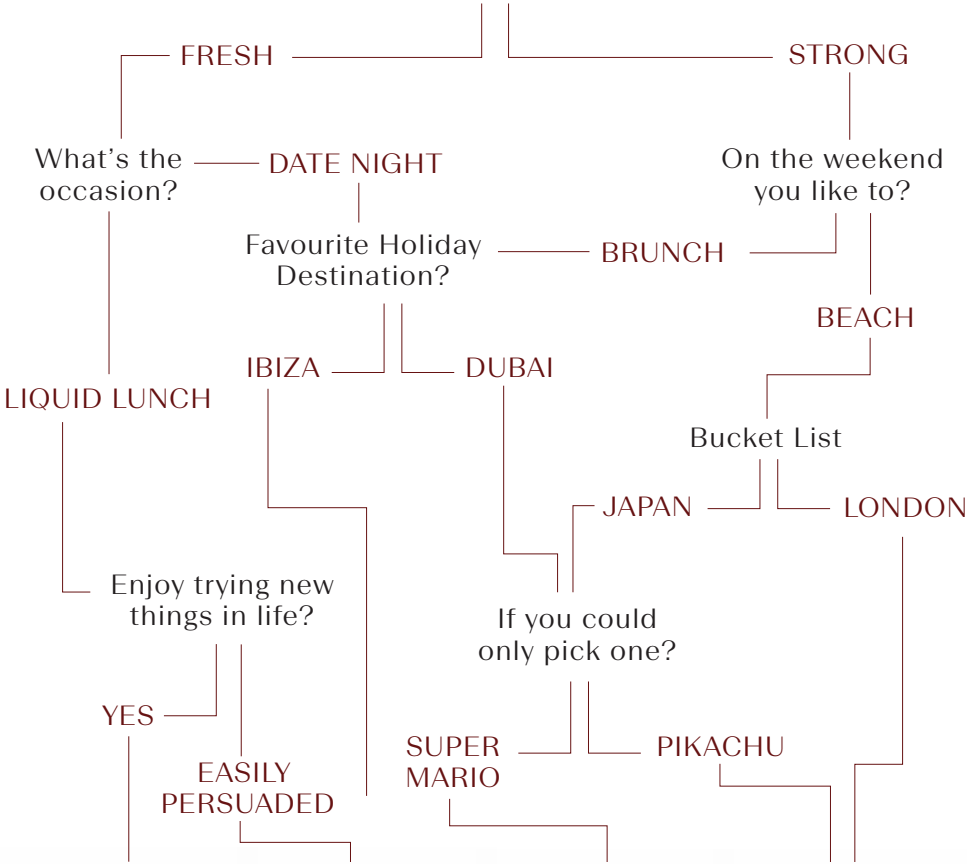 FRESH
STRONG
What's the
occasion?
DATE NIGHT
On the weekend
you like to?
Favourite Holiday
Destination?
BRUNCH
BEACH
IBIZA
DUBAI
LIQUID LUNCH
Bucket List
JAPAN
LONDON
Enjoy trying new
things in life?
If you could
only pick one?
YES
SUPER
MARIO
PIKACHU
EASILY
PERSUADED